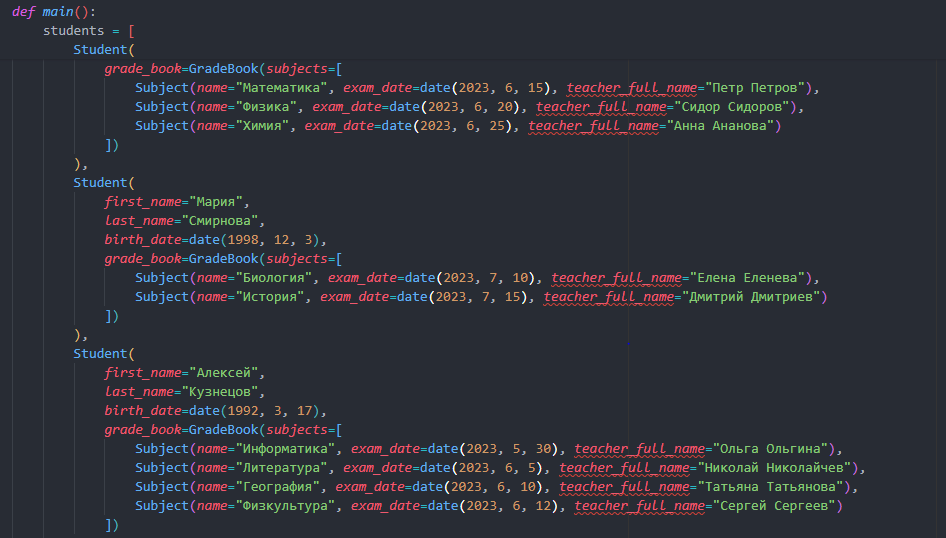 def main():
    students = [
        Student(
            grade_book=GradeBook(subjects=[
                Subject(name="Математика", exam_date=date(2023, 6, 15), teacher_full_name="Петр Петров"),
                Subject(name="Физика", exam_date=date(2023, 6, 20), teacher_full_name="Сидор Сидоров"),
                Subject(name="Химия", exam_date=date(2023, 6, 25), teacher_full_name="Анна Ананова")
            ])
        ),
        Student(
            first_name="Мария",
            last_name="Смирнова",
            birth_date=date(1998, 12, 3),
            grade_book=GradeBook(subjects=[
                Subject(name="Биология", exam_date=date(2023, 7, 10), teacher_full_name="Елена Еленева"),
                Subject(name="История", exam_date=date(2023, 7, 15), teacher_full_name="Дмитрий Дмитриев")
            ])
        ),
        Student(
            first_name="Алексей",
            last_name="Кузнецов",
            birth_date=date(1992, 3, 17),
            grade_book=GradeBook(subjects=[
                Subject(name="Информатика", exam_date=date(2023, 5, 30), teacher_full_name="Ольга Ольгина"),
                Subject(name="Литература", exam_date=date(2023, 6, 5), teacher_full_name="Николай Николайчев"),
                Subject(name="География", exam_date=date(2023, 6, 10), teacher_full_name="Татьяна Татьянова"),
                Subject(name="Физкультура", exam_date=date(2023, 6, 12), teacher_full_name="Сергей Сергеев")
            ])